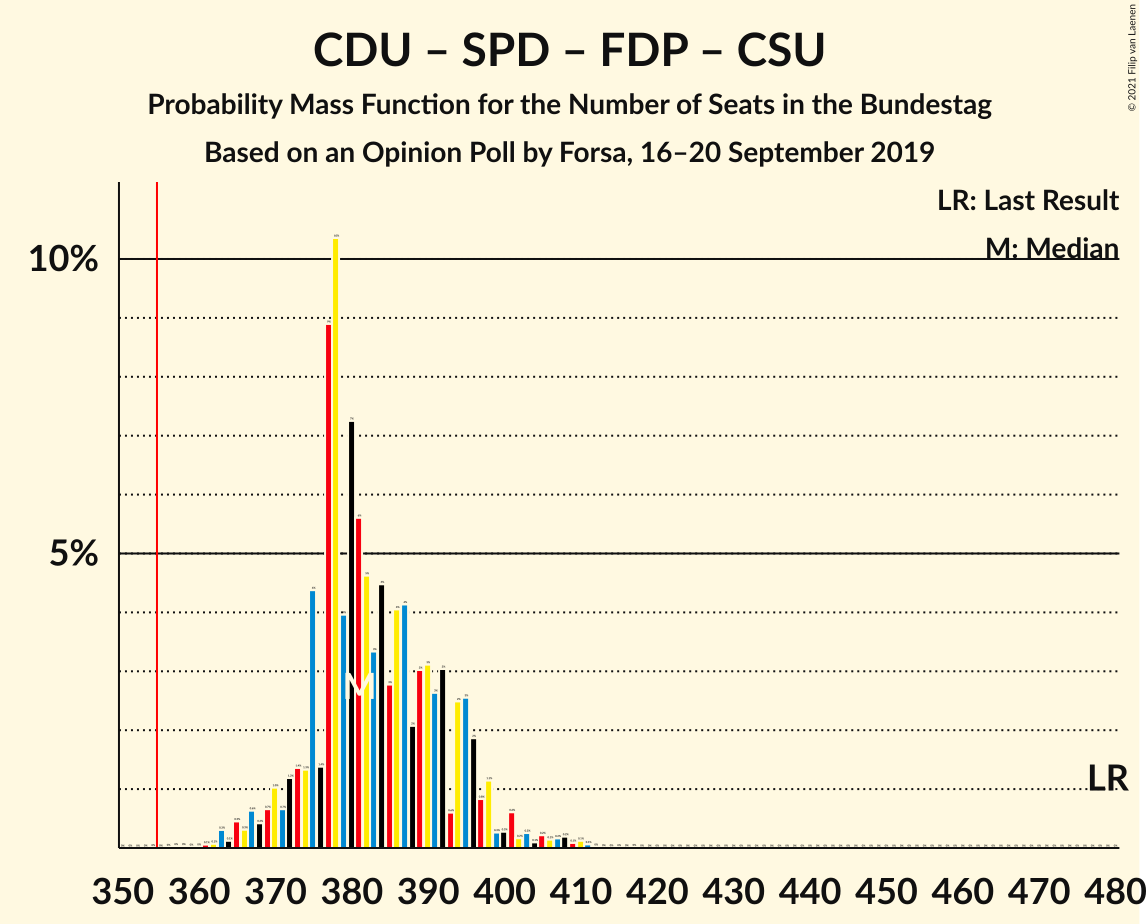 CDU – SPD – FDP – CSU
Probability Mass Function for the Number of Seats in the Bundestag
Based on an Opinion Poll by Forsa, 16–20 September 2019
© 2021 Filip van Laenen
LR: Last Result
M: Median
10%
5%
M
LR
350 360 370 380 390 400 410 420 430 440 450 460 470 480